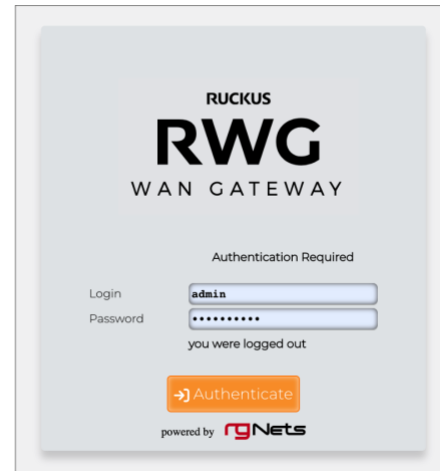 RUCKUS
RWG
WAN GATEWAY
Authentication Required
Login admin
Password ••••••••••
you were logged out
Authenticate
powered by rgNets